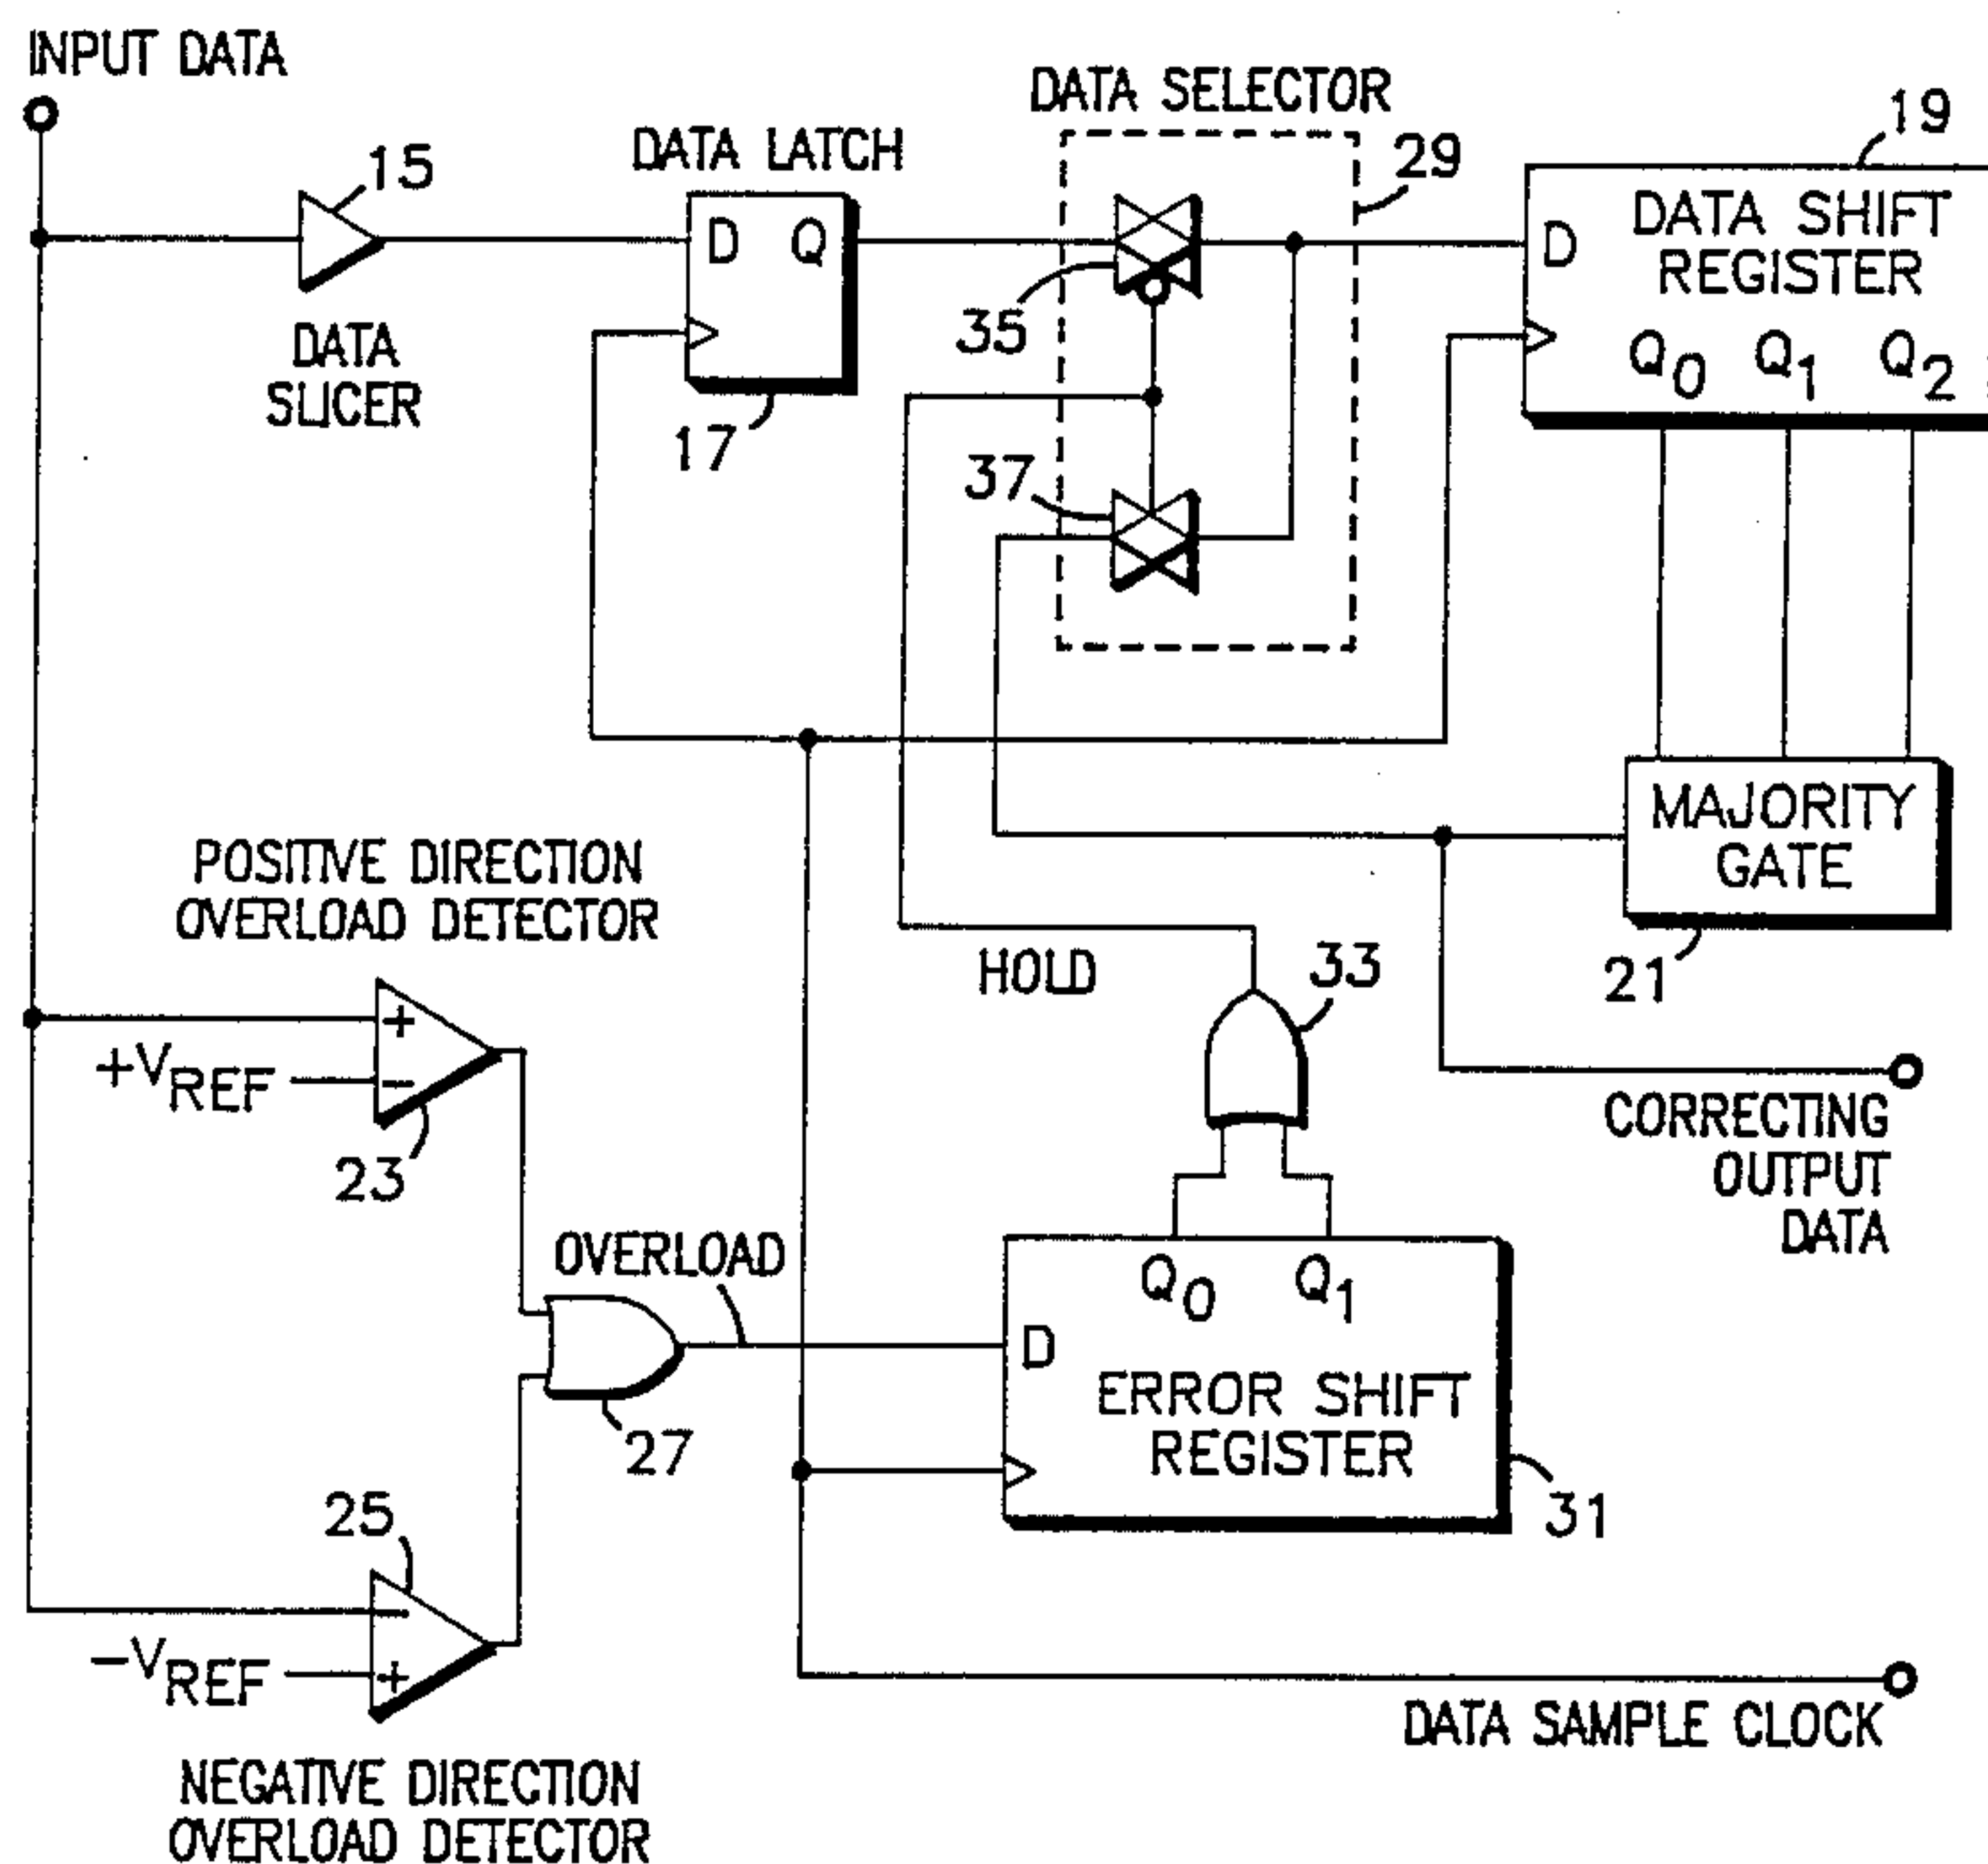 INPUT DATA
15
DATA
SLICER
DATA LATCH
D Q
17
DATA SELECTOR
29
35
37
19
DATA SHIFT
REGISTER
D
Q0 Q1 Q2
MAJORITY
GATE
21
POSITIVE DIRECTION
OVERLOAD DETECTOR
+
+VREF
−
23
HOLD
33
CORRECTING
OUTPUT
DATA
OVERLOAD
27
Q0 Q1
D
ERROR SHIFT
REGISTER
31
25
−
−VREF
+
NEGATIVE DIRECTION
OVERLOAD DETECTOR
DATA SAMPLE CLOCK